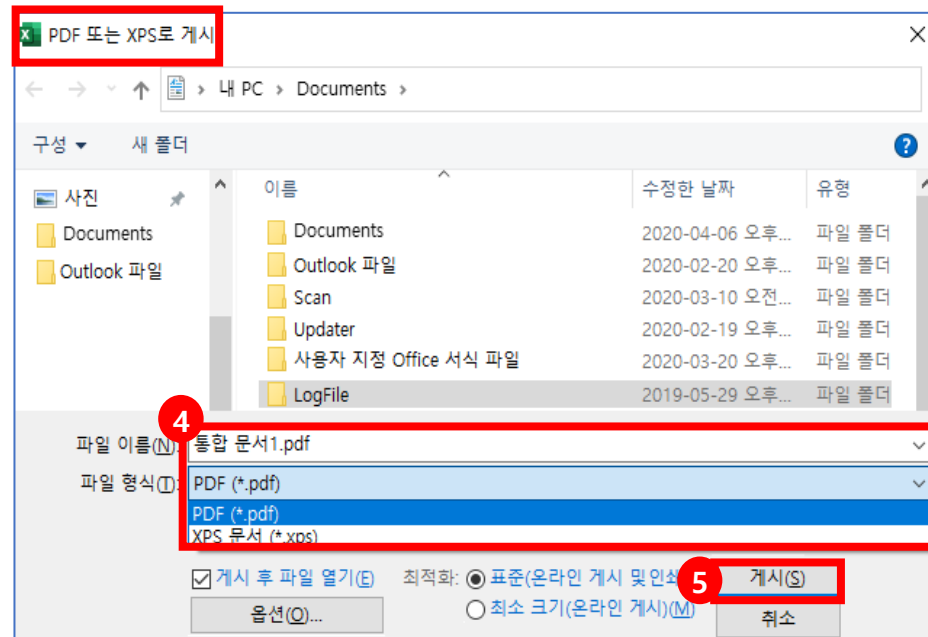 PDF 또는 XPS로 게시
내 PC > Documents >
구성 새 폴더
이름 수정한 날짜 유형
사진
Documents
Outlook 파일
Documents 2020-04-06 오후... 파일 폴더
Outlook 파일 2020-02-20 오후... 파일 폴더
Scan 2020-03-10 오전... 파일 폴더
Updater 2020-02-19 오후... 파일 폴더
사용자 지정 Office 서식 파일 2020-03-20 오후... 파일 폴더
LogFile 2019-05-29 오후... 파일 폴더
4
파일 이름(N): 통합 문서1.pdf
파일 형식(T): PDF (*.pdf)
PDF (*.pdf)
XPS 문서 (*.xps)
게시 후 파일 열기(E) 최적화: 표준(온라인 게시 및 인쇄 5 게시(S)
옵션(O)... 최소 크기(온라인 게시)(M) 취소